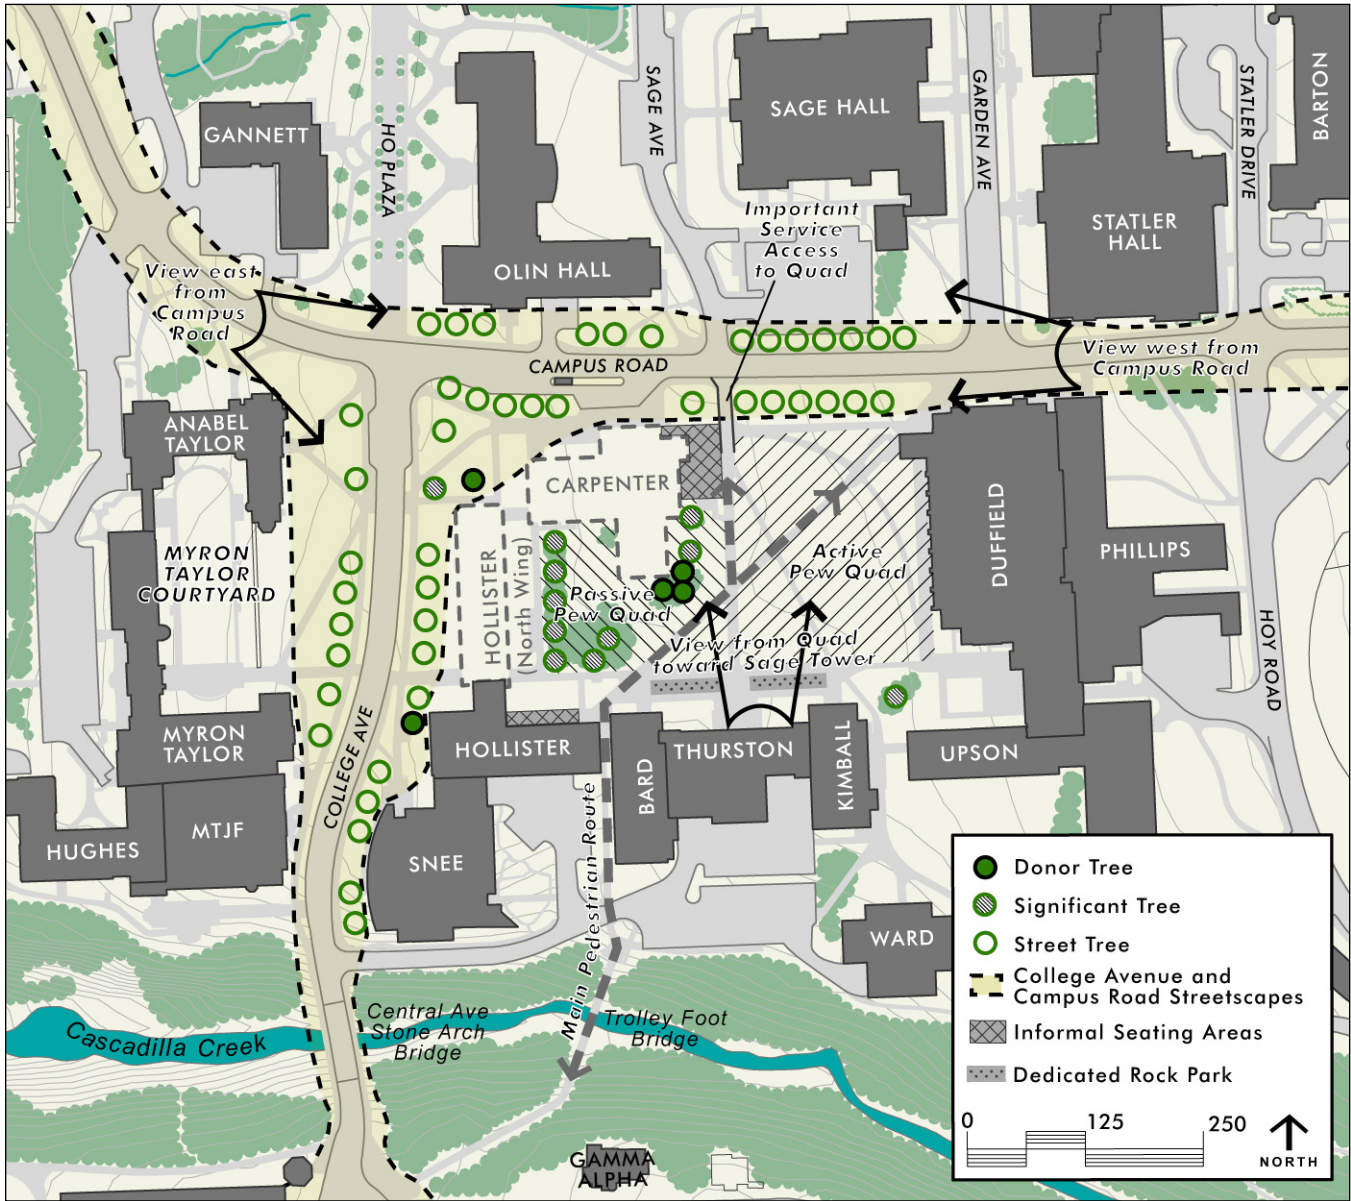 GANNETT
HO PLAZA
SAGE AVE
SAGE HALL
GARDEN AVE
STATLER DRIVE
BARTON
Important
Service
Access
to Quad
STATLER
HALL
OLIN HALL
View east
from
Campus
Road
CAMPUS ROAD
View west from
Campus Road
ANABEL
TAYLOR
CARPENTER
MYRON
TAYLOR
COURTYARD
HOLLISTER
(North Wing)
Passive
Pew Quad
Active
Pew Quad
DUFFIELD
PHILLIPS
View from Quad
toward Sage Tower
HOY ROAD
MYRON
TAYLOR
COLLEGE AVE
HOLLISTER
BARD
THURSTON
KIMBALL
UPSON
HUGHES
MTJF
SNEE
Main Pedestrian Route
WARD
Cascadilla Creek
Central Ave
Stone Arch
Bridge
Trolley Foot
Bridge
GAMMA
ALPHA
Donor Tree
Significant Tree
Street Tree
College Avenue and
Campus Road Streetscapes
Informal Seating Areas
Dedicated Rock Park
0 125 250
NORTH